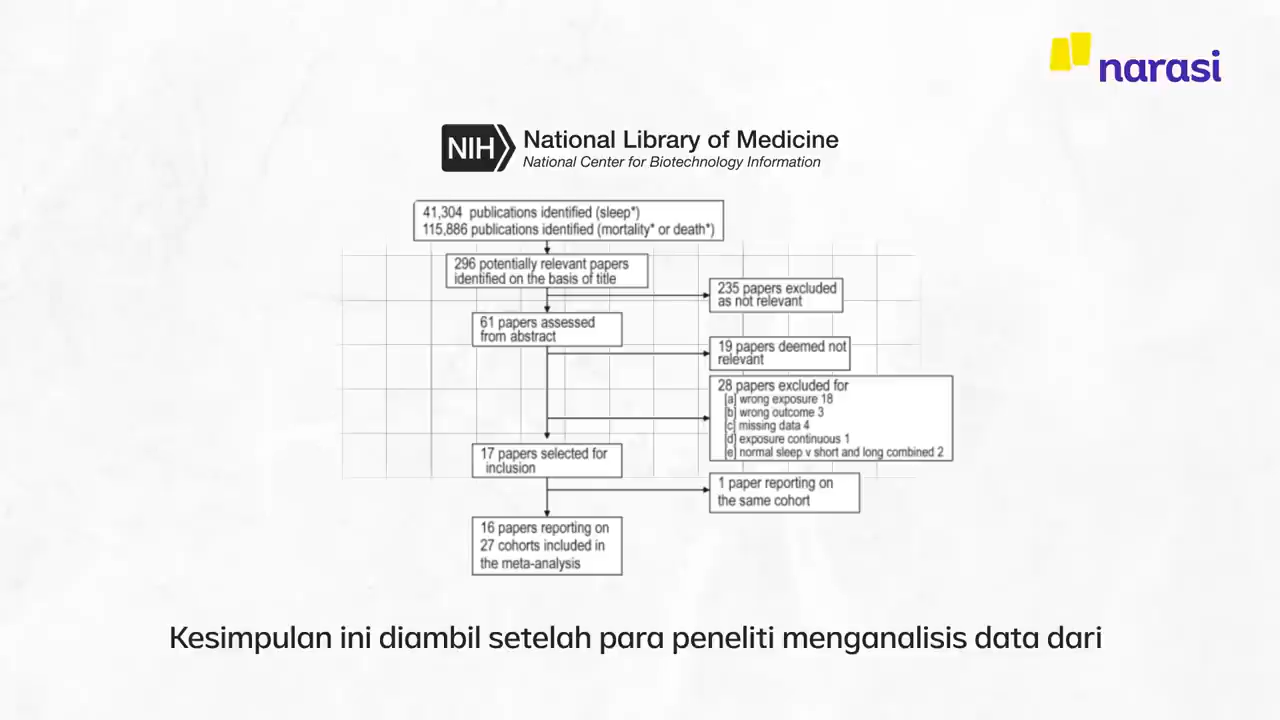 narasi
NIH
National Library of Medicine
National Center for Biotechnology Information
41,304 publications identified (sleep*)
115,886 publications identified (mortality* or death*)
296 potentially relevant papers
identified on the basis of title
235 papers excluded
as not relevant
61 papers assessed
from abstract
19 papers deemed not
relevant
28 papers excluded for
[a] wrong exposure 18
[b] wrong outcome 3
[c] missing data 4
[d] exposure continuous 1
[e] normal sleep v short and long combined 2
17 papers selected for
inclusion
1 paper reporting on
the same cohort
16 papers reporting on
27 cohorts included in
the meta-analysis
Kesimpulan ini diambil setelah para peneliti menganalisis data dari